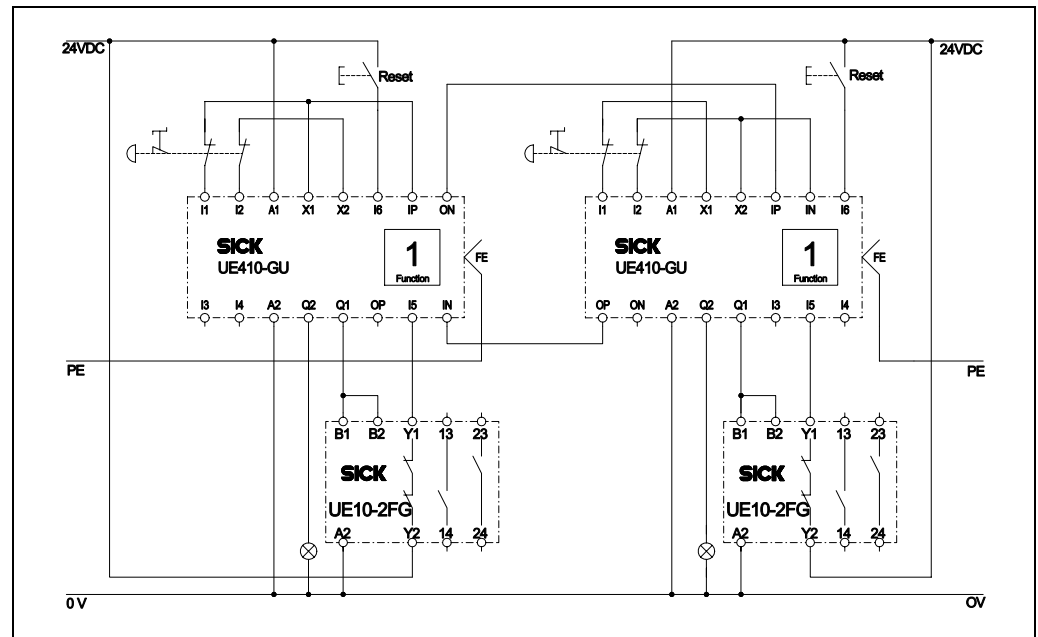 24VDC 24VDC
Reset Reset
I1 I2 A1 X1 X2 I6 IP ON
I1 I2 A1 X1 X2 IP IN I6
SICK
UE410-GU
1
Function
FE
SICK
UE410-GU
1
Function
FE
I3 I4 A2 Q2 Q1 OP I5 IN
OP ON A2 Q2 Q1 I3 I5 I4
PE PE
B1 B2 Y1 13 23
SICK
UE10-2FG
A2 Y2 14 24
B1 B2 Y1 13 23
SICK
UE10-2FG
A2 Y2 14 24
0 V OV